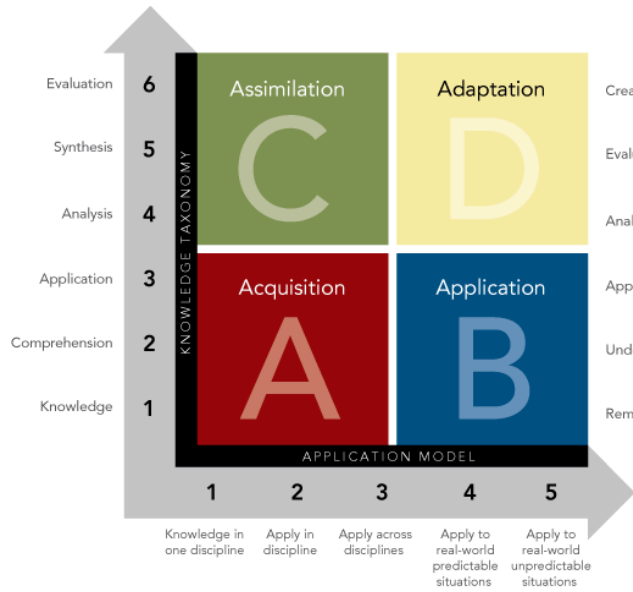 Evaluation 6
Synthesis 5
Analysis 4
Application 3
Comprehension 2
Knowledge 1
KNOWLEDGE TAXONOMY
Assimilation
C
Adaptation
D
Acquisition
A
Application
B
APPLICATION MODEL
1 2 3 4 5
Knowledge in
one discipline
Apply in
discipline
Apply across
disciplines
Apply to
real-world
predictable
situations
Apply to
real-world
unpredictable
situations